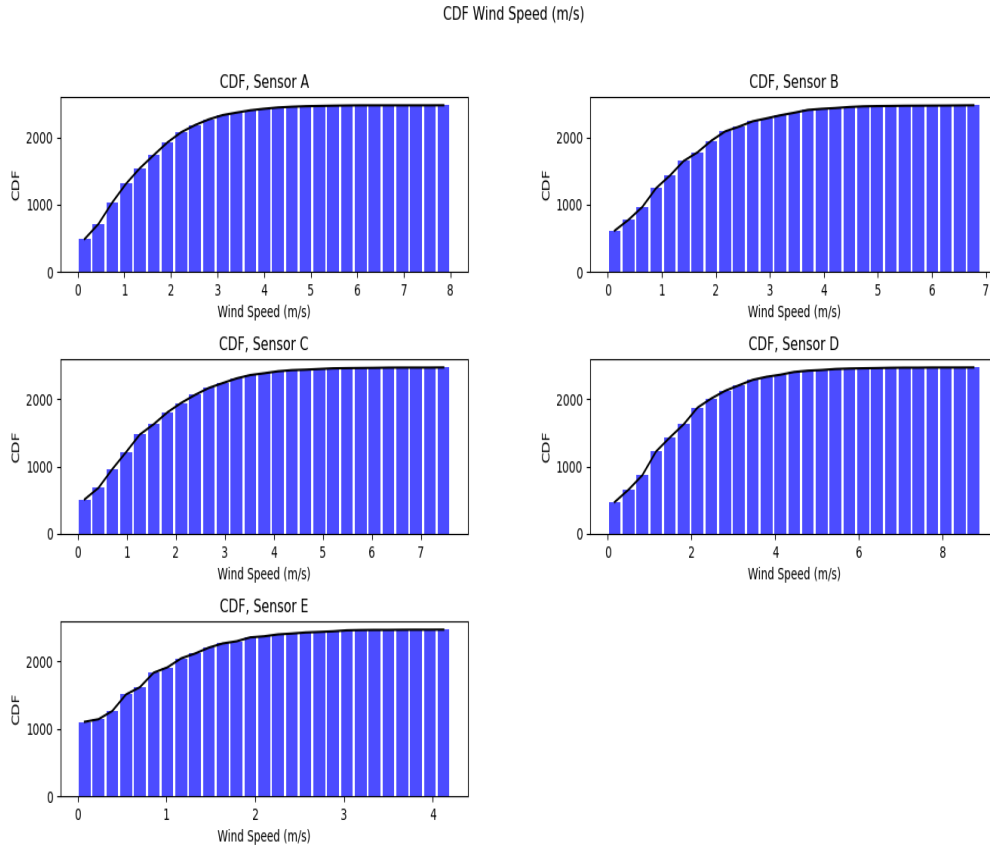 CDF Wind Speed (m/s)
CDF, Sensor A
CDF
2000
1000
0
0 1 2 3 4 5 6 7 8
Wind Speed (m/s)
CDF, Sensor B
CDF
2000
1000
0
0 1 2 3 4 5 6 7
Wind Speed (m/s)
CDF, Sensor C
CDF
2000
1000
0
0 1 2 3 4 5 6 7
Wind Speed (m/s)
CDF, Sensor D
CDF
2000
1000
0
0 2 4 6 8
Wind Speed (m/s)
CDF, Sensor E
CDF
2000
1000
0
0 1 2 3 4
Wind Speed (m/s)